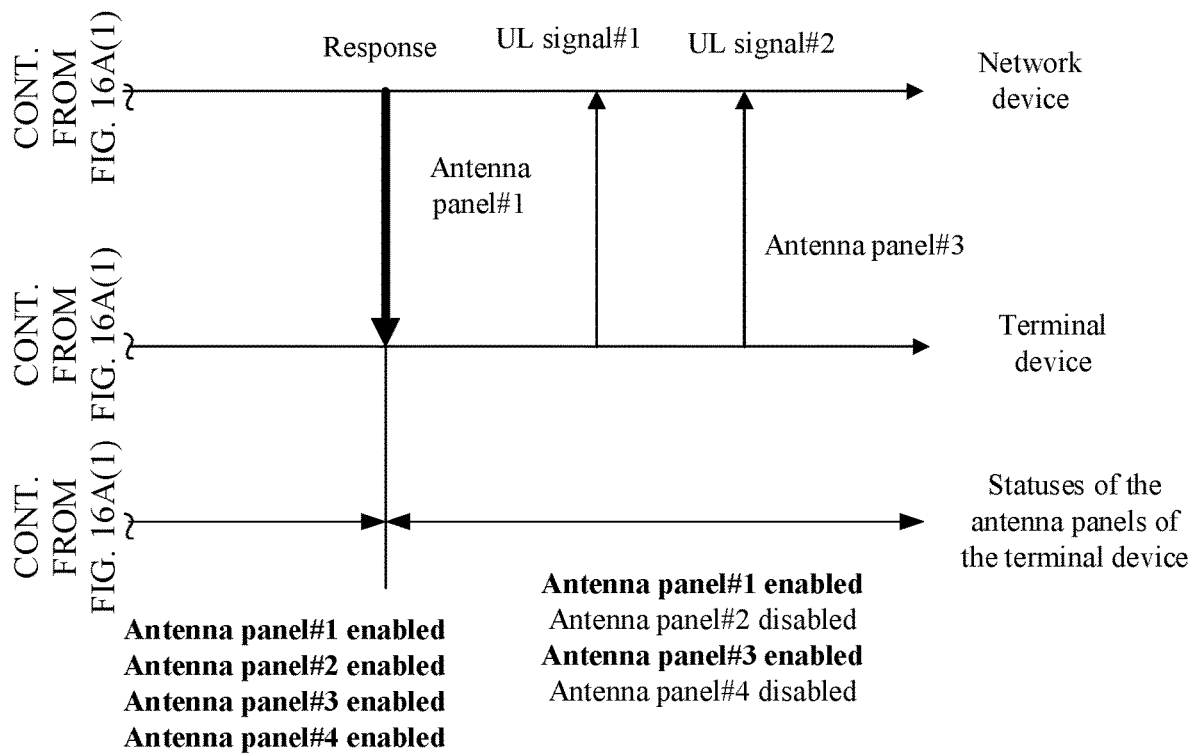 CONT.
FROM
FIG. 16A(1)
Response
UL signal#1
UL signal#2
Network
device
Antenna
panel#1
Antenna panel#3
CONT.
FROM
FIG. 16A(1)
Terminal
device
CONT.
FROM
FIG. 16A(1)
Statuses of the
antenna panels of
the terminal device
Antenna panel#1 enabled
Antenna panel#2 enabled
Antenna panel#3 enabled
Antenna panel#4 enabled
Antenna panel#1 enabled
Antenna panel#2 disabled
Antenna panel#3 enabled
Antenna panel#4 disabled